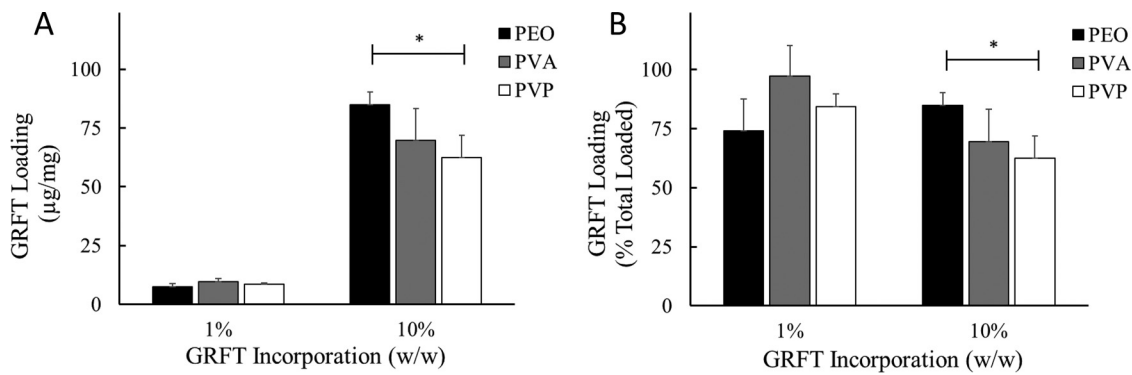 A
PEO
PVA
PVP
*
100
75
50
25
0
GRFT Loading
(µg/mg)
1%
10%
GRFT Incorporation (w/w)
B
PEO
PVA
PVP
*
100
75
50
25
0
GRFT Loading
(% Total Loaded)
1%
10%
GRFT Incorporation (w/w)